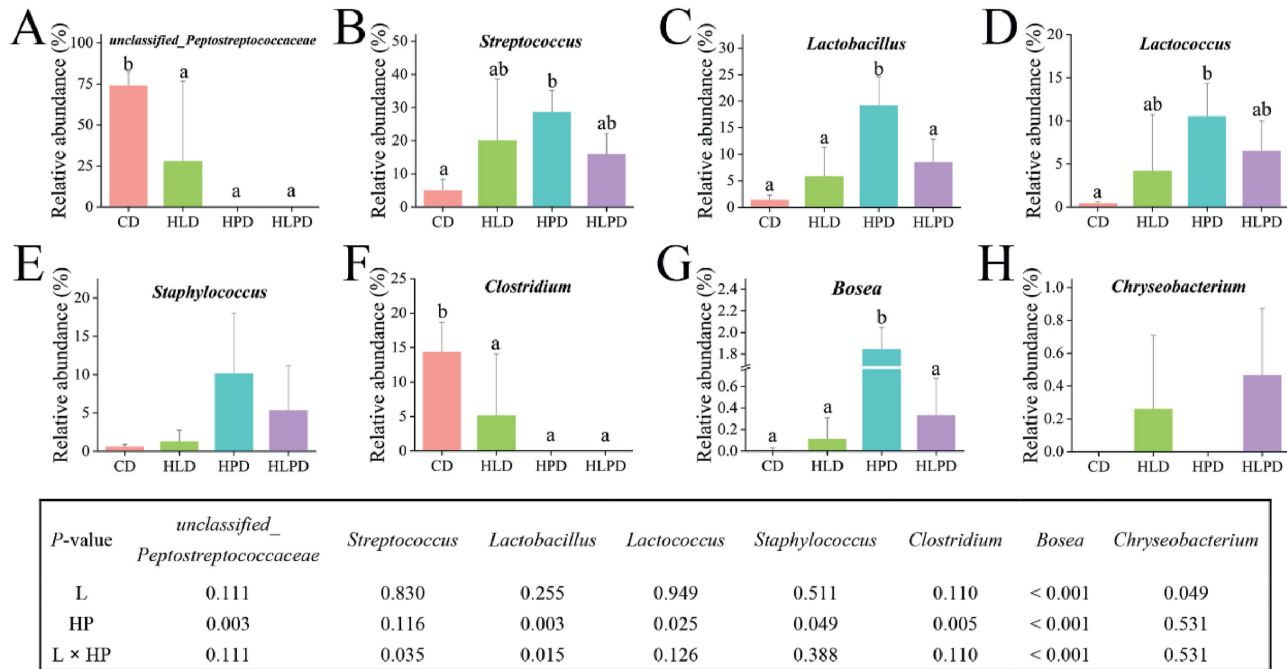 A
unclassified_Peptostreptococcaceae
Relative abundance (%)
100
75
50
25
0
b
a
a
a
CD HLD HPD HLPD
B
Streptococcus
Relative abundance (%)
50
40
30
20
10
0
a
ab
b
ab
CD HLD HPD HLPD
C
Lactobacillus
Relative abundance (%)
30
25
20
15
10
5
0
a
a
b
a
CD HLD HPD HLPD
D
Lactococcus
Relative abundance (%)
20
15
10
5
0
a
ab
b
ab
CD HLD HPD HLPD
E
Staphylococcus
Relative abundance (%)
20
15
10
5
0
CD HLD HPD HLPD
F
Clostridium
Relative abundance (%)
25
20
15
10
5
0
b
a
a
a
CD HLD HPD HLPD
G
Bosea
Relative abundance (%)
2.4
2.2
2.0
1.8
0.6
0.4
0.2
0.0
a
a
b
a
CD HLD HPD HLPD
H
Chryseobacterium
Relative abundance (%)
1.0
0.8
0.6
0.4
0.2
0.0
CD HLD HPD HLPD
P-value unclassified_ Peptostreptococcaceae Streptococcus Lactobacillus Lactococcus Staphylococcus Clostridium Bosea Chryseobacterium
L 0.111 0.830 0.255 0.949 0.511 0.110 < 0.001 0.049
HP 0.003 0.116 0.003 0.025 0.049 0.005 < 0.001 0.531
L × HP 0.111 0.035 0.015 0.126 0.388 0.110 < 0.001 0.531